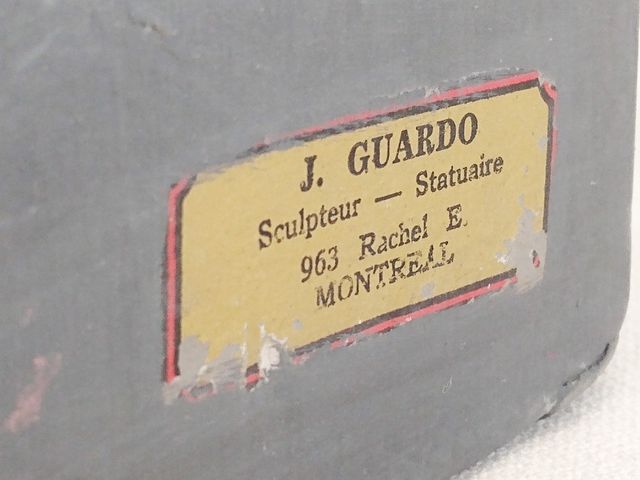 J. GUARDO
Sculpteur — Statuaire
963 Rachel E.
MONTREAL